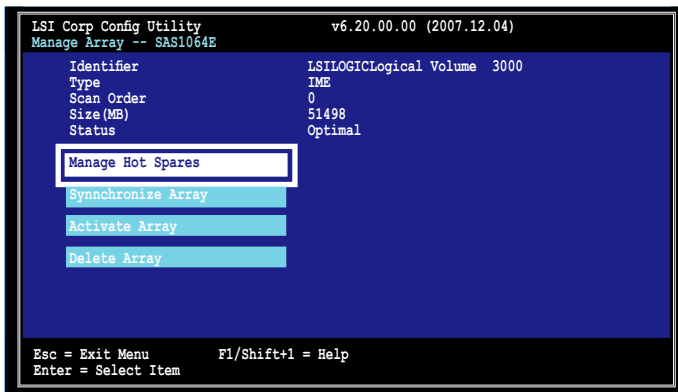 LSI Corp Config Utility v6.20.00.00 (2007.12.04)
Manage Array -- SAS1064E
Identifier LSILOGICLogical Volume 3000
Type IME
Scan Order 0
Size(MB) 51498
Status Optimal
Manage Hot Spares
Synnchronize Array
Activate Array
Delete Array
Esc = Exit Menu F1/Shift+1 = Help
Enter = Select Item